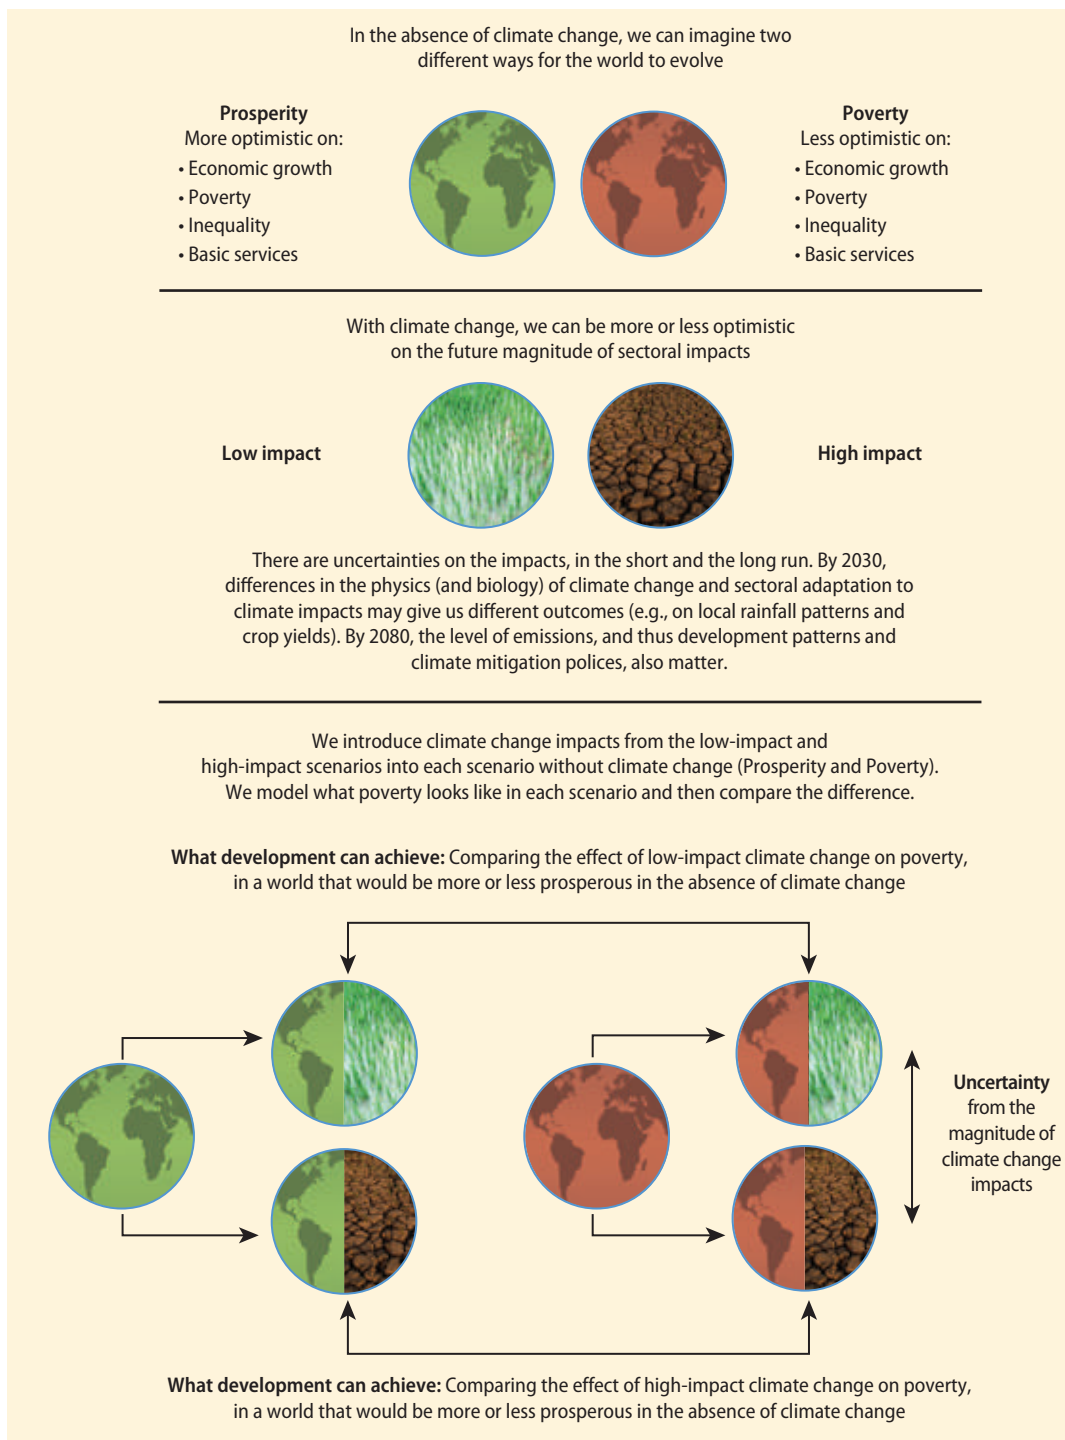 In the absence of climate change, we can imagine two
different ways for the world to evolve
Prosperity
More optimistic on:
• Economic growth
• Poverty
• Inequality
• Basic services
Poverty
Less optimistic on:
• Economic growth
• Poverty
• Inequality
• Basic services
With climate change, we can be more or less optimistic
on the future magnitude of sectoral impacts
Low impact
High impact
There are uncertainties on the impacts, in the short and the long run. By 2030,
differences in the physics (and biology) of climate change and sectoral adaptation to
climate impacts may give us different outcomes (e.g., on local rainfall patterns and
crop yields). By 2080, the level of emissions, and thus development patterns and
climate mitigation polices, also matter.
We introduce climate change impacts from the low-impact and
high-impact scenarios into each scenario without climate change (Prosperity and Poverty).
We model what poverty looks like in each scenario and then compare the difference.
What development can achieve: Comparing the effect of low-impact climate change on poverty,
in a world that would be more or less prosperous in the absence of climate change
Uncertainty
from the
magnitude of
climate change
impacts
What development can achieve: Comparing the effect of high-impact climate change on poverty,
in a world that would be more or less prosperous in the absence of climate change